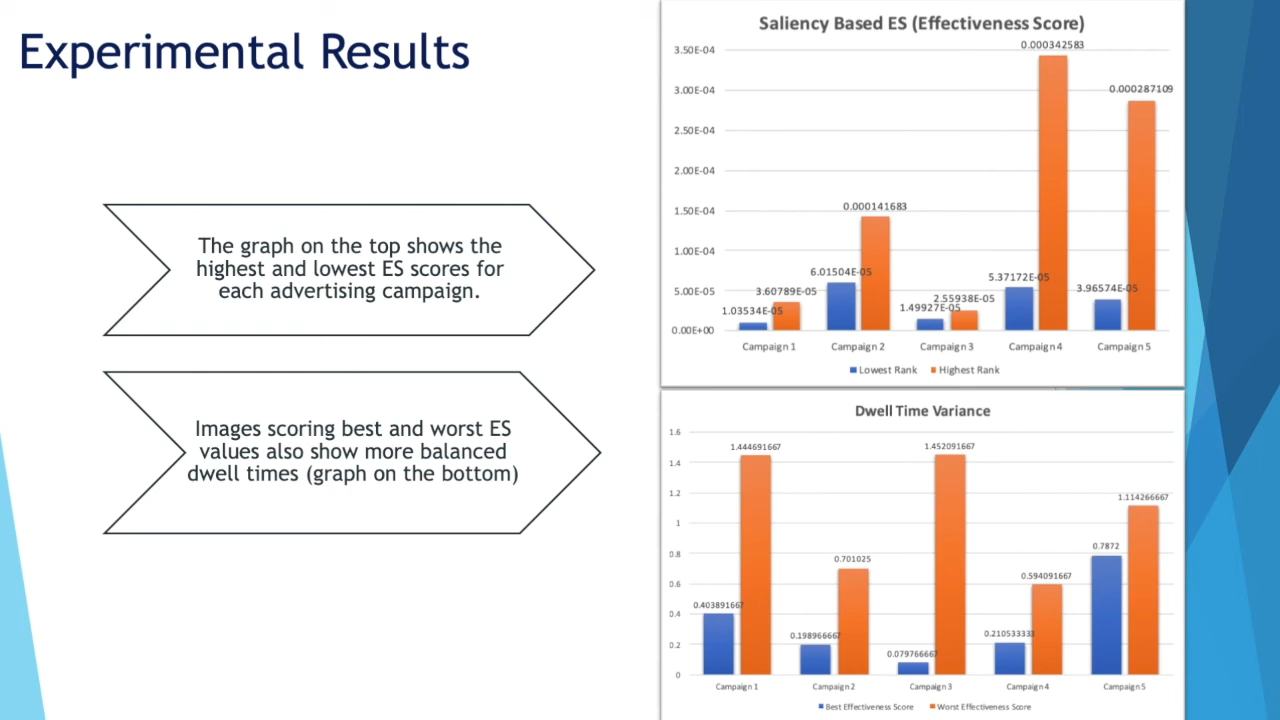 Experimental Results
The graph on the top shows the
highest and lowest ES scores for
each advertising campaign.
Images scoring best and worst ES
values also show more balanced
dwell times (graph on the bottom)
Saliency Based ES (Effectiveness Score)
3.50E-04
3.00E-04
2.50E-04
2.00E-04
1.50E-04
1.00E-04
5.00E-05
0.00E+00
1.03534E-05
3.60789E-05
6.01504E-05
0.000141683
1.49927E-05
2.55938E-05
5.37172E-05
0.000342583
3.96574E-05
0.000287109
Campaign 1
Campaign 2
Campaign 3
Campaign 4
Campaign 5
Lowest Rank
Highest Rank
Dwell Time Variance
1.6
1.4
1.2
1
0.8
0.6
0.4
0.2
0
0.403891667
1.444691667
0.198966667
0.701025
0.079766667
1.452091667
0.210533333
0.594091667
0.7872
1.114266667
Campaign 1
Campaign 2
Campaign 3
Campaign 4
Campaign 5
Best Effectiveness Score
Worst Effectiveness Score